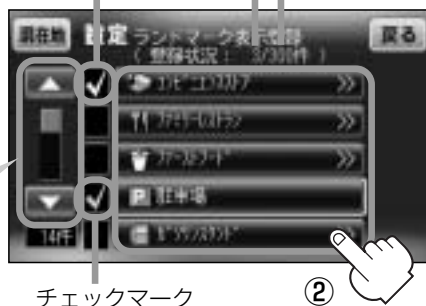 現在地 設定 ランドマーク表示登録 戻る
( 登録状況: 3/300件 )
コンビニエンスストア
ファミリーレストラン
ファーストフード
P 駐車場
ガソリンスタンド
14件
チェックマーク ②